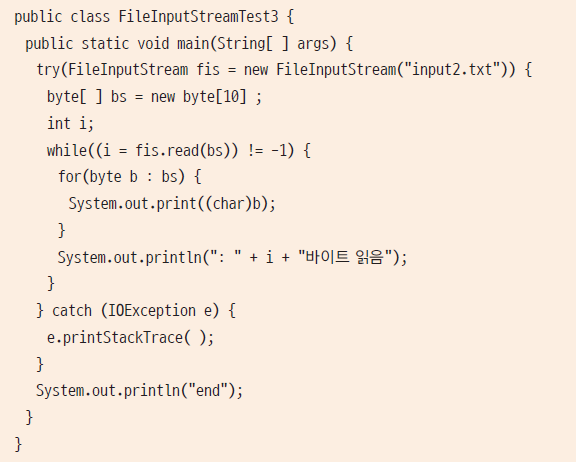 public class FileInputStreamTest3 {
public static void main(String[ ] args) {
try(FileInputStream fis = new FileInputStream("input2.txt")) {
byte[ ] bs = new byte[10] ;
int i;
while((i = fis.read(bs)) != -1) {
for(byte b : bs) {
System.out.print((char)b);
}
System.out.println(": " + i + "바이트 읽음");
}
} catch (IOException e) {
e.printStackTrace( );
}
System.out.println("end");
}
}